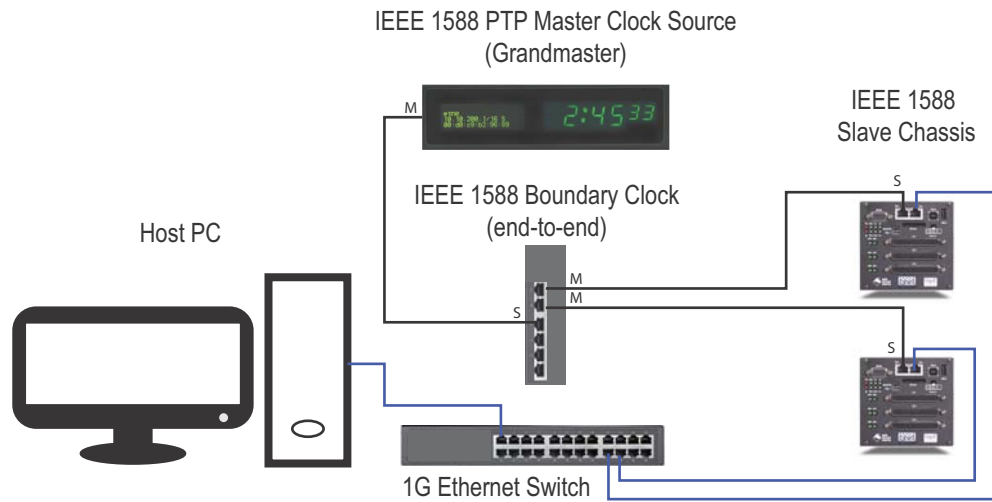 IEEE 1588 PTP Master Clock Source
(Grandmaster)
M
2:45 33
IEEE 1588
Slave Chassis
S
IEEE 1588 Boundary Clock
(end-to-end)
Host PC
M
M
S
S
1G Ethernet Switch